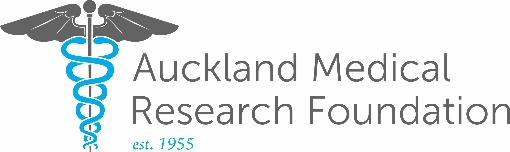 Auckland Medical
Research Foundation
est. 1955